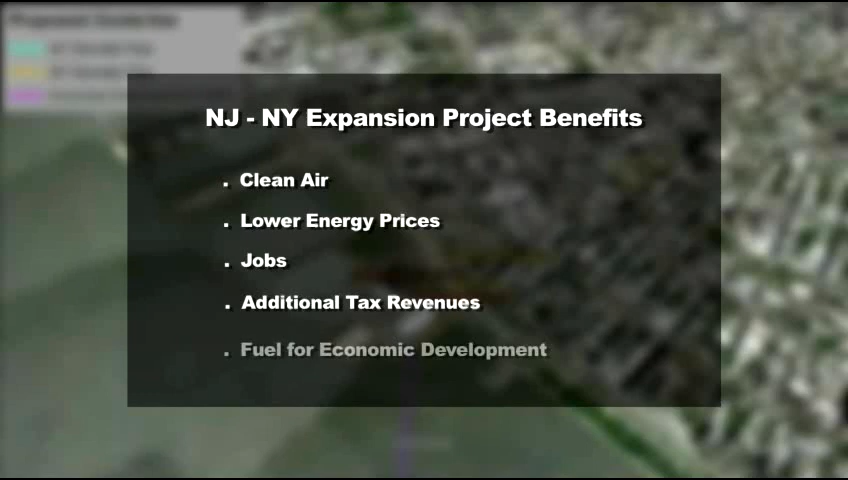 NJ - NY Expansion Project Benefits
. Clean Air
. Lower Energy Prices
. Jobs
. Additional Tax Revenues
. Fuel for Economic Development